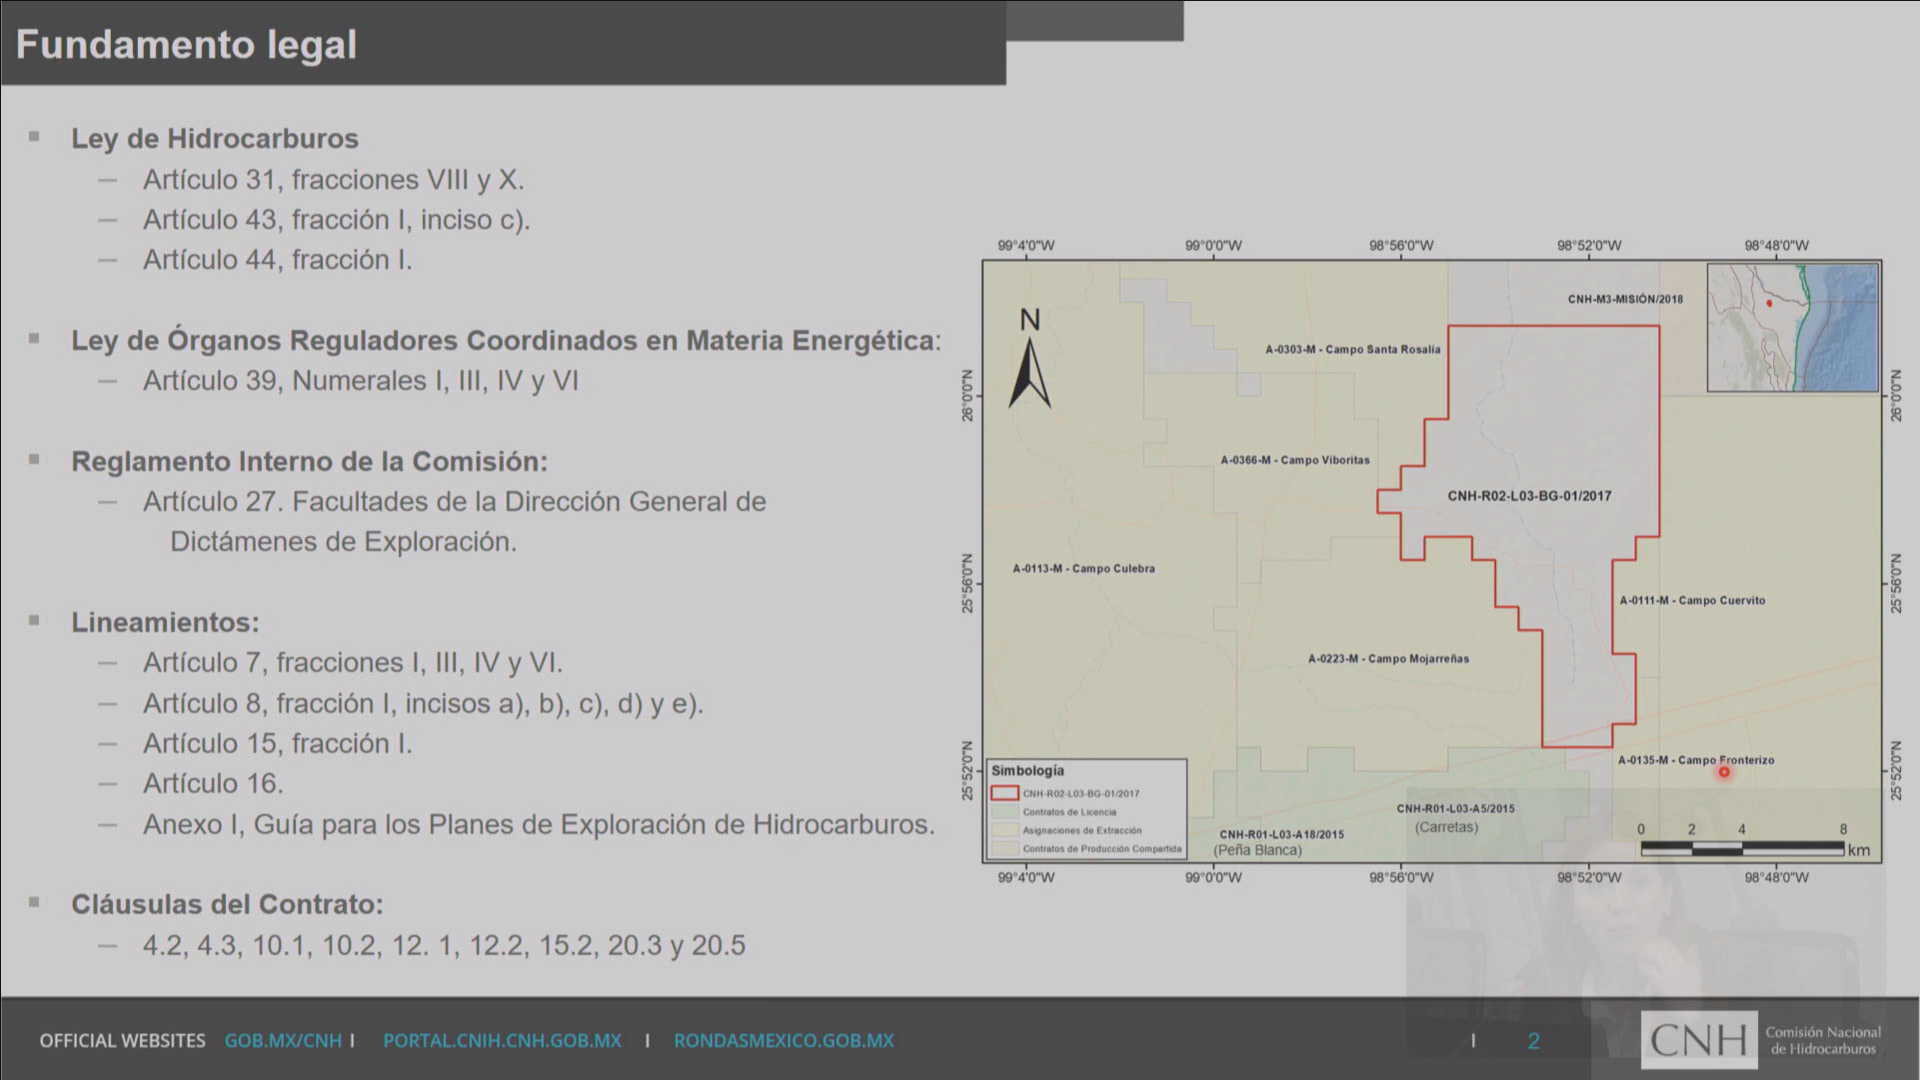 Fundamento legal
Ley de Hidrocarburos
Artículo 31, fracciones VIII y X.
Artículo 43, fracción I, inciso c).
Artículo 44, fracción I.
Ley de Órganos Reguladores Coordinados en Materia Energética:
Artículo 39, Numerales I, III, IV y VI
Reglamento Interno de la Comisión:
Artículo 27. Facultades de la Dirección General de
Dictámenes de Exploración.
Lineamientos:
Artículo 7, fracciones I, III, IV y VI.
Artículo 8, fracción I, incisos a), b), c), d) y e).
Artículo 15, fracción I.
Artículo 16.
Anexo I, Guía para los Planes de Exploración de Hidrocarburos.
Cláusulas del Contrato:
4.2, 4.3, 10.1, 10.2, 12. 1, 12.2, 15.2, 20.3 y 20.5
99°4'0"W 99°0'0"W 98°56'0"W 98°52'0"W 98°48'0"W
N
CNH-M3-MISIÓN/2018
A-0303-M - Campo Santa Rosalía
26°0'0"N 26°0'0"N
A-0366-M - Campo Viboritas
CNH-R02-L03-BG-01/2017
A-0113-M - Campo Culebra
25°56'0"N 25°56'0"N
A-0111-M - Campo Cuervito
A-0223-M - Campo Mojarreñas
A-0135-M - Campo Fronterizo
25°52'0"N 25°52'0"N
Simbología
CNH-R02-L03-BG-01/2017
Contratos de Licencia
Asignaciones de Extracción
Contratos de Producción Compartida
CNH-R01-L03-A5/2015
(Carretas)
CNH-R01-L03-A18/2015
(Peña Blanca)
0 2 4 8
km
99°4'0"W 99°0'0"W 98°56'0"W 98°52'0"W 98°48'0"W
OFFICIAL WEBSITES GOB.MX/CNH I PORTAL.CNIH.CNH.GOB.MX I RONDASMEXICO.GOB.MX
I 2
CNH Comisión Nacional
de Hidrocarburos